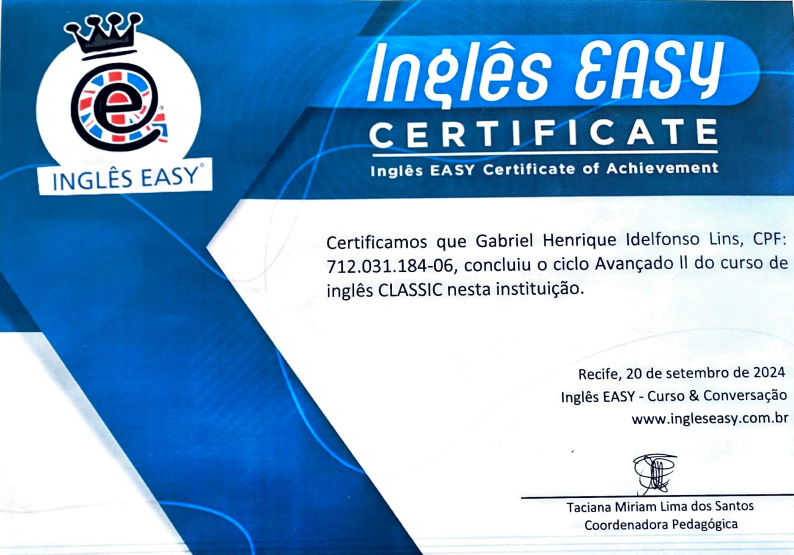 e
INGLÊS EASY®
Inglês EASY
CERTIFICATE
Inglês EASY Certificate of Achievement
Certificamos que Gabriel Henrique Idelfonso Lins, CPF:
712.031.184-06, concluiu o ciclo Avançado II do curso de
inglês CLASSIC nesta instituição.
Recife, 20 de setembro de 2024
Inglês EASY - Curso & Conversação
www.ingleseasy.com.br
Taciana Miriam Lima dos Santos
Coordenadora Pedagógica